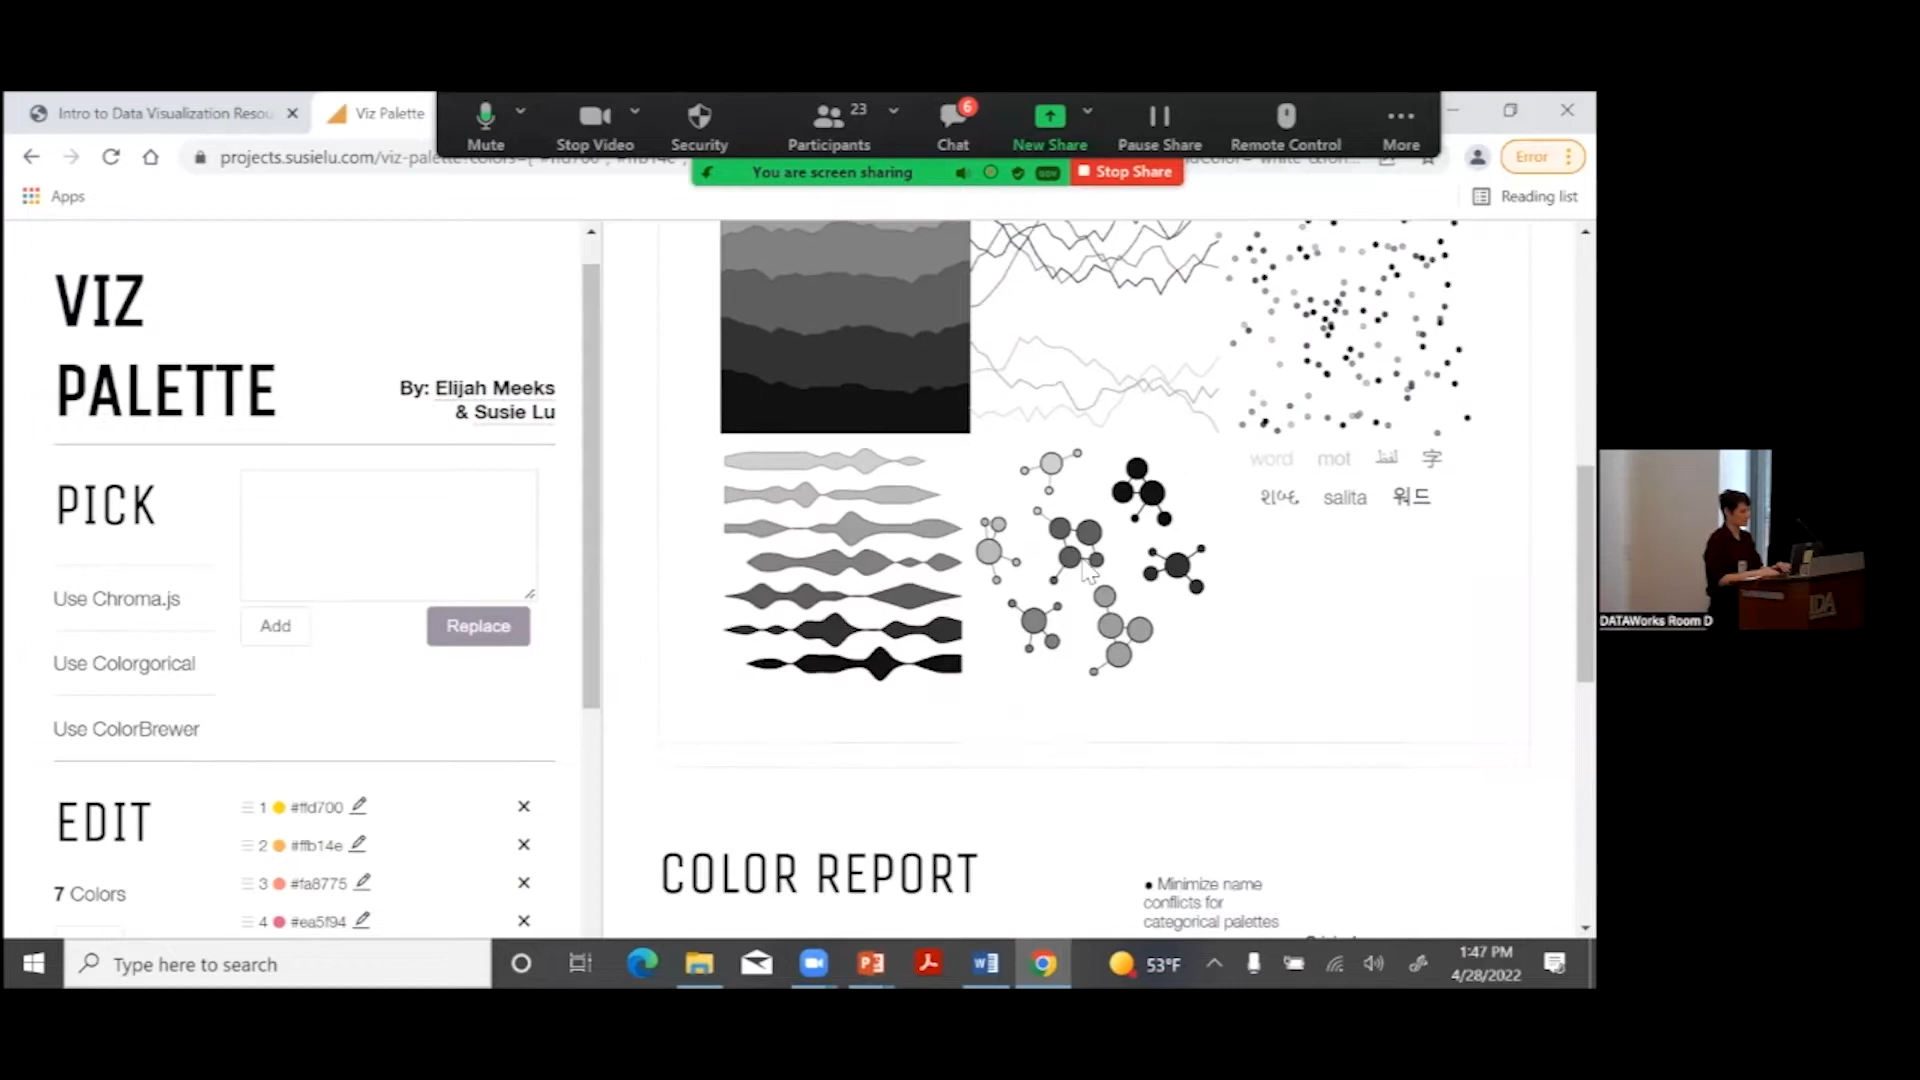 Intro to Data Visualization Resou
Viz Palette
Mute
Stop Video
Security
Participants
23
Chat
6
New Share
Pause Share
Remote Control
More
projects.susielu.com/viz-palette
Error
You are screen sharing
Stop Share
Apps
Reading list
VIZ
PALETTE
By: Elijah Meeks
& Susie Lu
PICK
Use Chroma.js
Add
Replace
Use Colorgorical
Use ColorBrewer
EDIT
7 Colors
1 #ffd700
2 #ffb14e
3 #fa8775
4 #ea5f94
word mot 字
salita 워드
COLOR REPORT
• Minimize name
conflicts for
categorical palettes
DATAWorks Room D
IDA
Type here to search
53°F
1:47 PM
4/28/2022